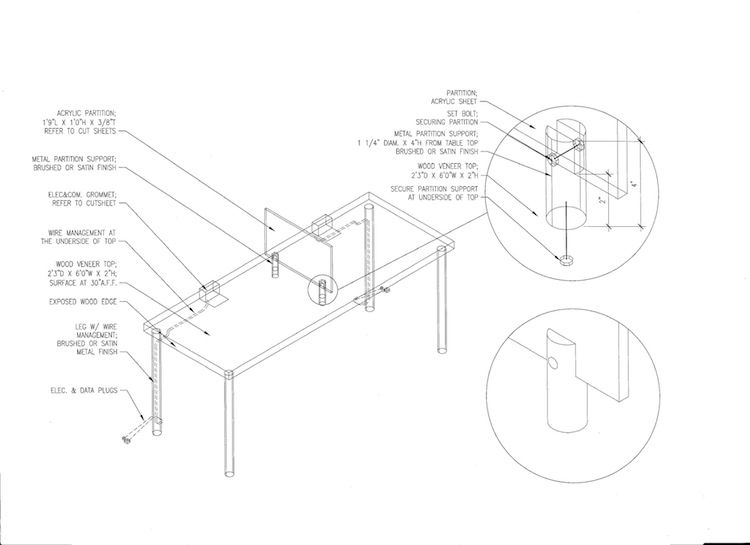 ACRYLIC PARTITION;
1'9"L X 1'0"H X 3/8"T
REFER TO CUT SHEETS
METAL PARTITION SUPPORT;
BRUSHED OR SATIN FINISH
ELEC&COM. GROMMET;
REFER TO CUTSHEET
WIRE MANAGEMENT AT
THE UNDERSIDE OF TOP
WOOD VENEER TOP;
2'3"D X 6'0"W X 2"H;
SURFACE AT 30"A.F.F.
EXPOSED WOOD EDGE
LEG W/ WIRE
MANAGEMENT;
BRUSHED OR SATIN
METAL FINISH
ELEC. & DATA PLUGS
PARTITION;
ACRYLIC SHEET
SET BOLT;
SECURING PARTITION
METAL PARTITION SUPPORT;
1 1/4" DIAM. X 4"H FROM TABLE TOP
BRUSHED OR SATIN FINISH
WOOD VENEER TOP;
2'3"D X 6'0"W X 2"H
SECURE PARTITION SUPPORT
AT UNDERSIDE OF TOP
2"
4"